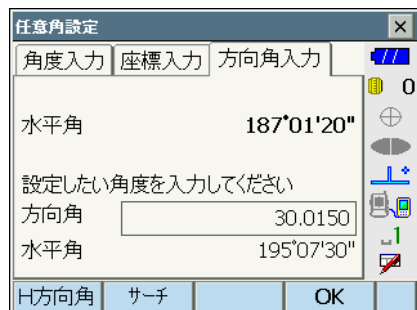 任意角設定
角度入力 座標入力 方向角入力
0
水平角 187°01'20"
設定したい角度を入力してください
方向角 30.0150
水平角 195°07'30"
1
H方向角 サーチ OK